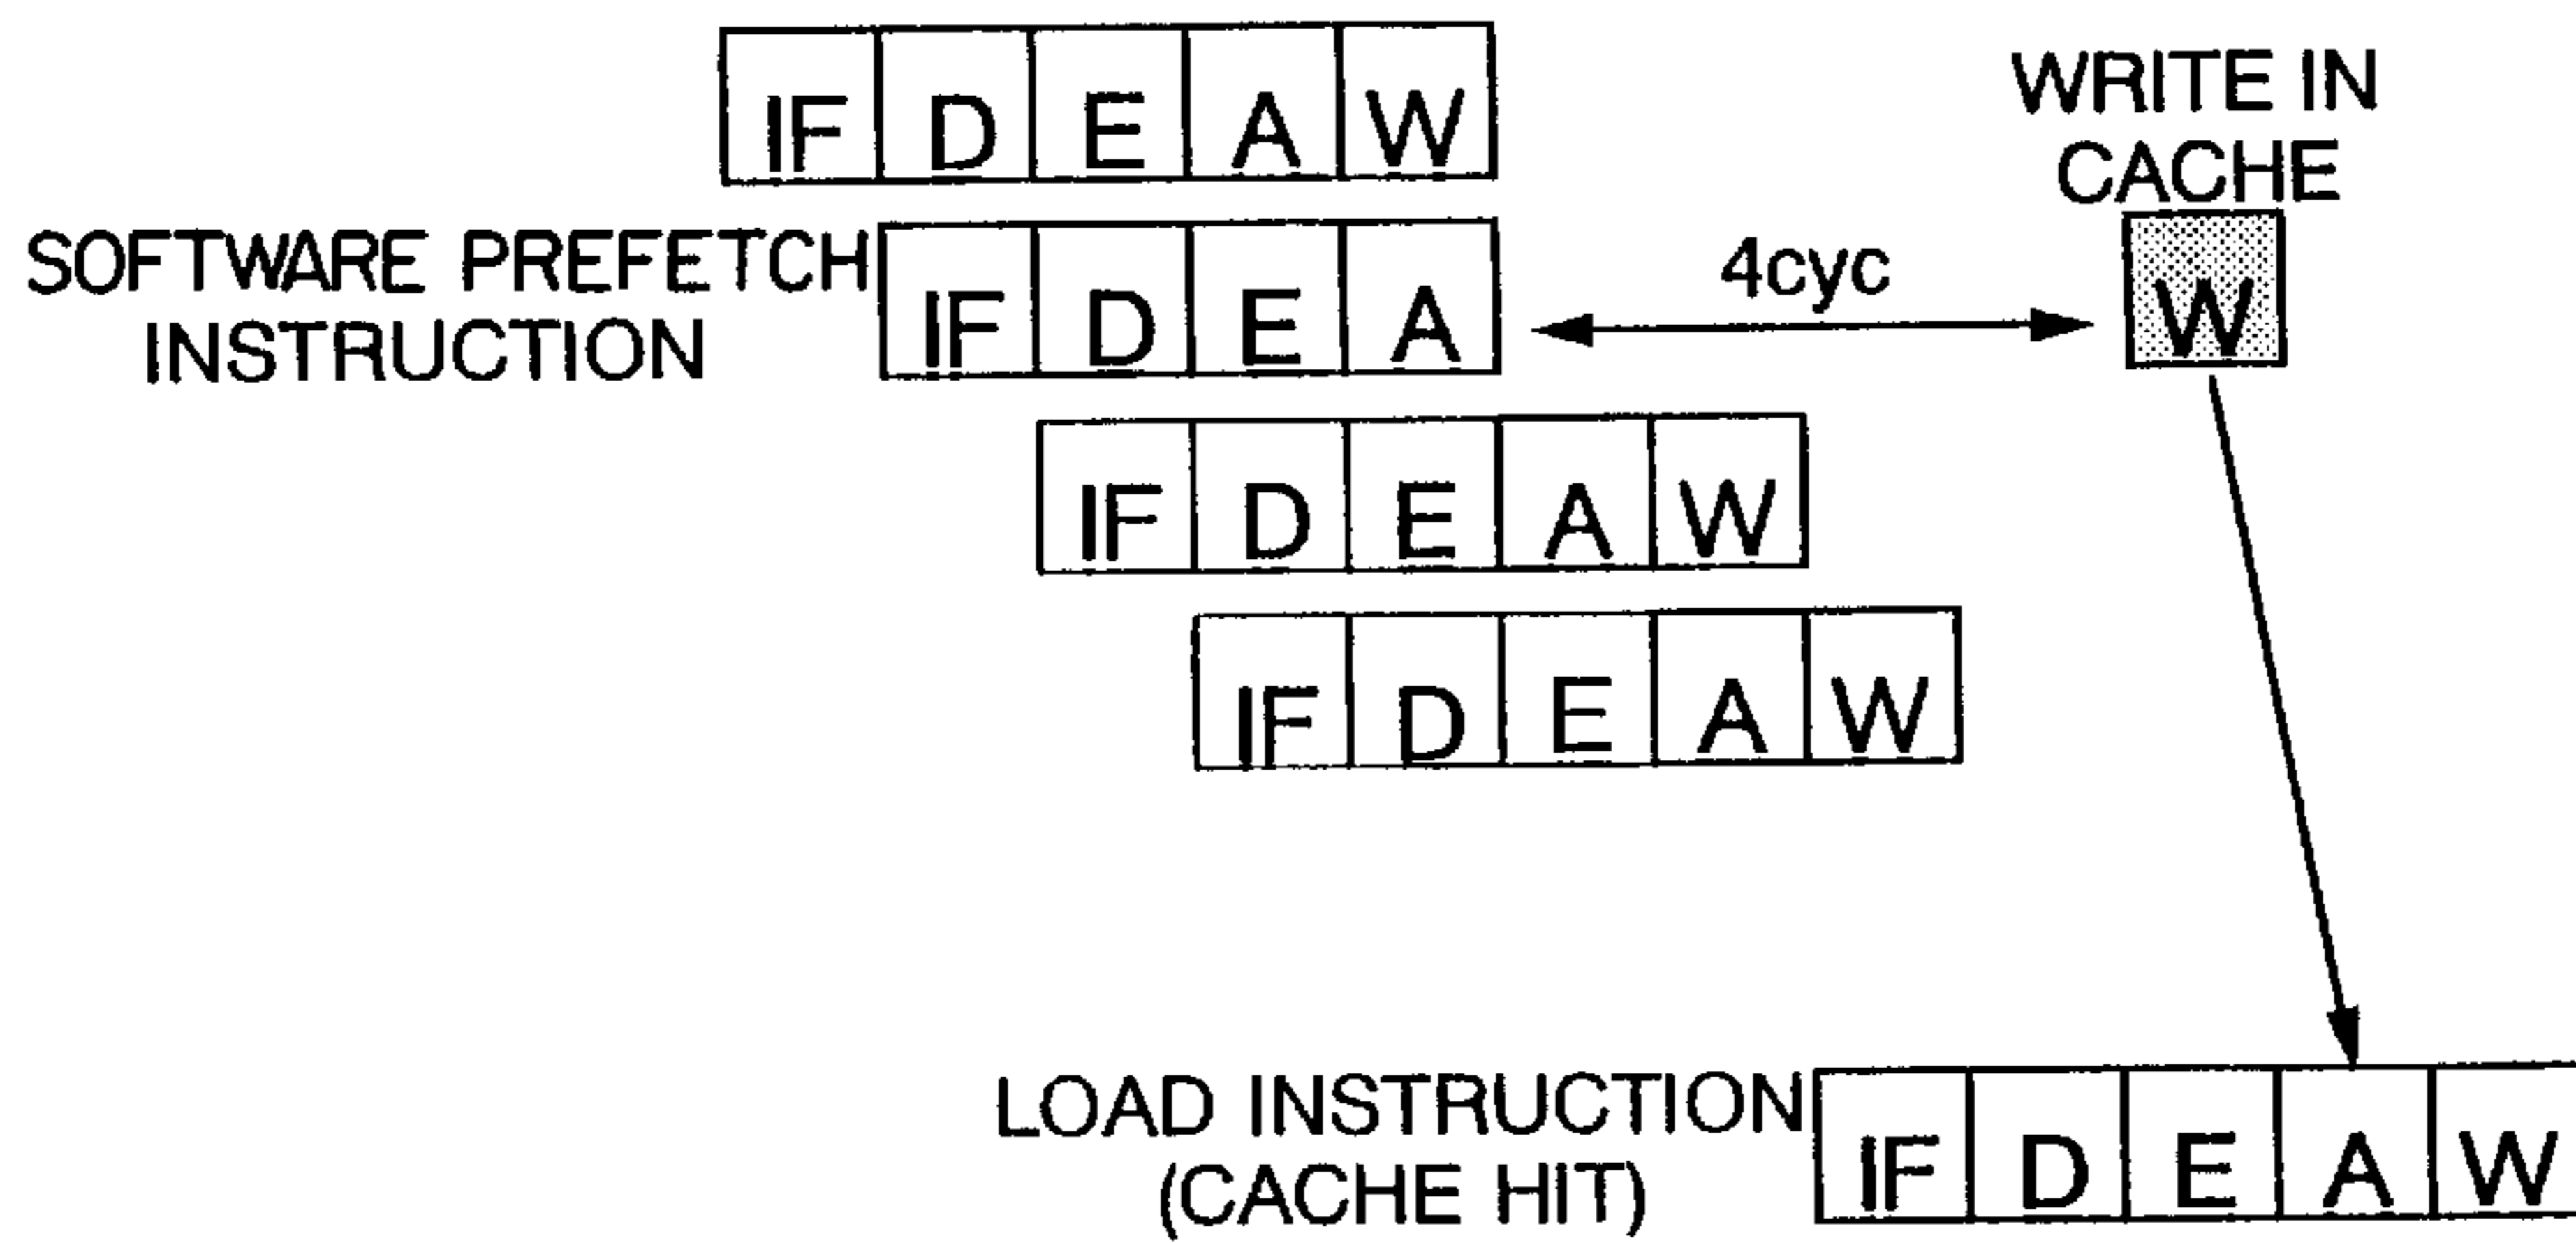 IF D E A W
WRITE IN
CACHE
SOFTWARE PREFETCH
INSTRUCTION
IF D E A
4cyc
W
IF D E A W
IF D E A W
LOAD INSTRUCTION
(CACHE HIT)
IF D E A W